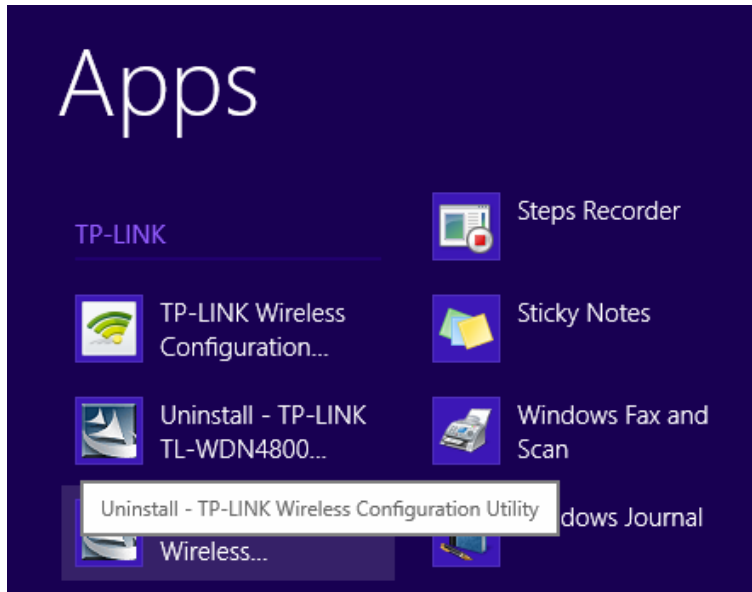 Apps
TP-LINK
TP-LINK Wireless
Configuration...
Uninstall - TP-LINK
TL-WDN4800...
Uninstall - TP-LINK Wireless Configuration Utility
Wireless...
Steps Recorder
Sticky Notes
Windows Fax and
Scan
dows Journal